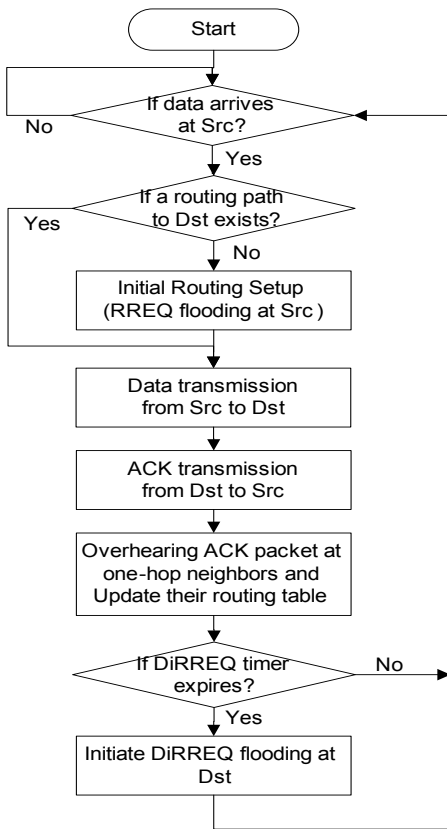 Start
If data arrives
at Src?
No
Yes
If a routing path
to Dst exists?
Yes
No
Initial Routing Setup
(RREQ flooding at Src )
Data transmission
from Src to Dst
ACK transmission
from Dst to Src
Overhearing ACK packet at
one-hop neighbors and
Update their routing table
If DiRREQ timer
expires?
No
Yes
Initiate DiRREQ flooding at
Dst